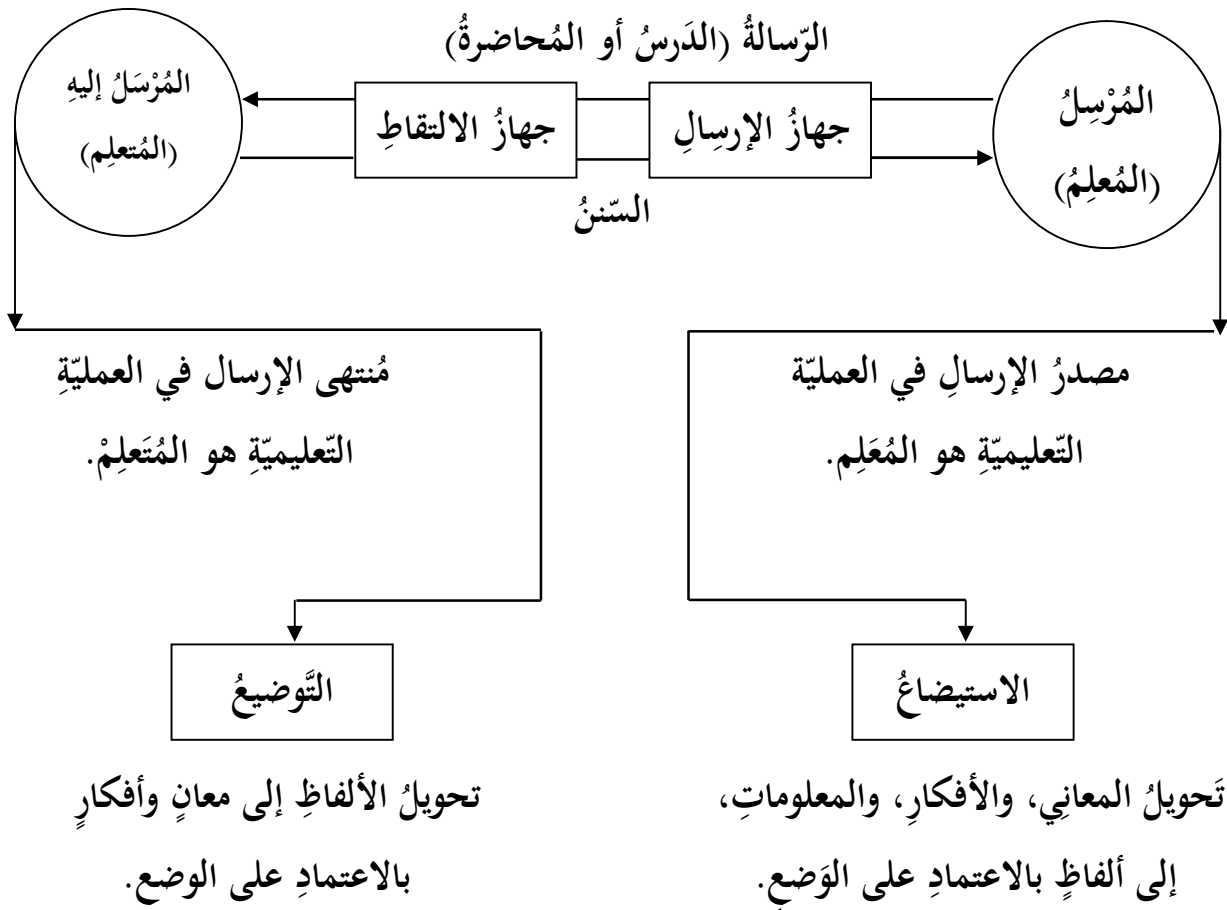 الرّسالةُ (الدَرسُ أو المُحاضرةُ)
المُرْسِلُ
(المُعلِمُ)
جهازُ الإرسِالِ
جهازُ الالتقاطِ
المُرْسَلُ إليهِ
(المُتعلِم)
السّننُ
مصدرُ الإرسالِ في العمليّة
التّعليميّةِ هو المُعَلِم.
مُنتهى الإرسال في العمليّةِ
التّعليميّةِ هو المُتَعلِمْ.
الاستيضاعُ
تَحويلُ المعانِي، والأفكارِ، والمعلوماتِ،
إلى ألفاظٍ بالاعتمادِ على الوَضعِ.
التَّوضيعُ
تحويلُ الألفاظِ إلى معانٍ وأفكارٍ
بالاعتمادِ على الوضع.